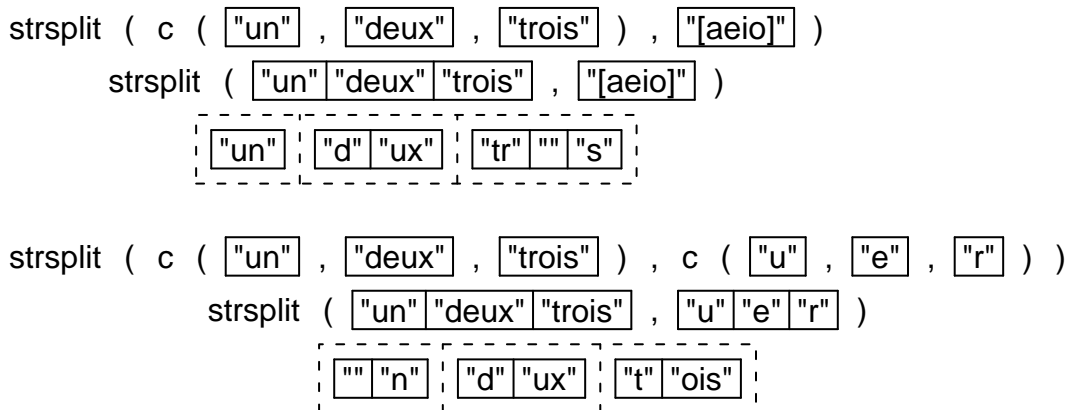 strsplit ( c ( "un" , "deux" , "trois" ) , "[aeio]" )
strsplit ( "un" "deux" "trois" , "[aeio]" )
"un" "d" "ux" "tr" "" "s"
strsplit ( c ( "un" , "deux" , "trois" ) , c ( "u" , "e" , "r" ) )
strsplit ( "un" "deux" "trois" , "u" "e" "r" )
"" "n" "d" "ux" "t" "ois"